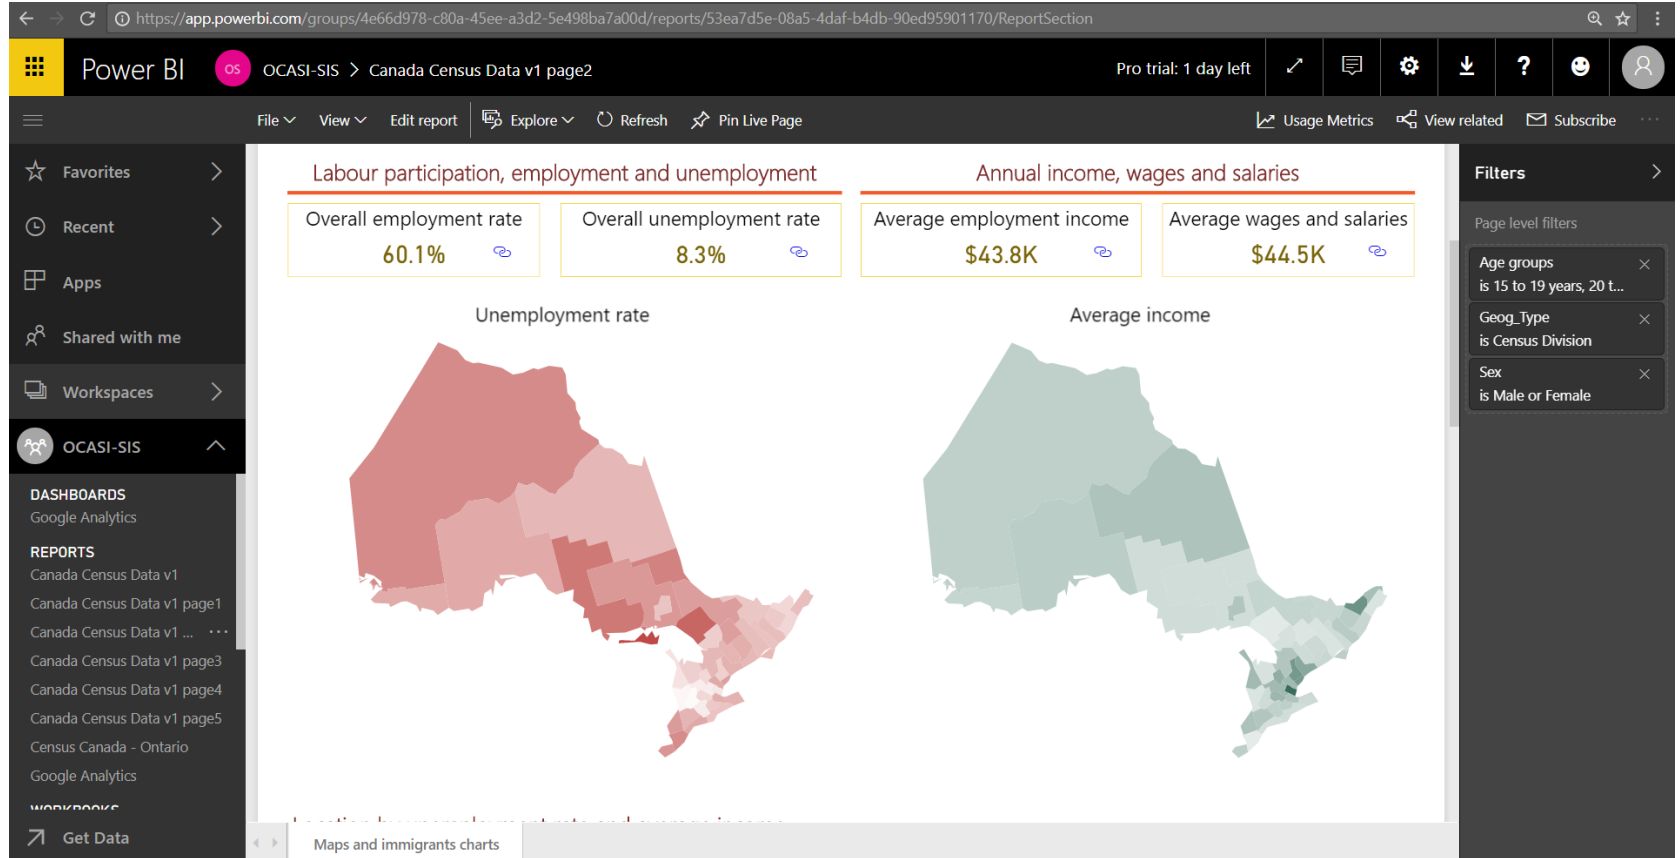 https://app.powerbi.com/groups/4e66d978-c80a-45ee-a3d2-5e498ba7a00d/reports/53ea7d5e-08a5-4daf-b4db-90ed95901170/ReportSection
Power BI
OS
OCASI-SIS > Canada Census Data v1 page2
Pro trial: 1 day left
?
File
View
Edit report
Explore
Refresh
Pin Live Page
Usage Metrics
View related
Subscribe
...
Favorites
Recent
Apps
Shared with me
Workspaces
OCASI-SIS
DASHBOARDS
Google Analytics
REPORTS
Canada Census Data v1
Canada Census Data v1 page1
Canada Census Data v1 ... ...
Canada Census Data v1 page3
Canada Census Data v1 page4
Canada Census Data v1 page5
Census Canada - Ontario
Google Analytics
WORKBOOKS
Get Data
Labour participation, employment and unemployment
Overall employment rate
60.1%
Overall unemployment rate
8.3%
Annual income, wages and salaries
Average employment income
$43.8K
Average wages and salaries
$44.5K
Unemployment rate
Average income
Location by unemployment rate and average income
Maps and immigrants charts
Filters
Page level filters
Age groups
is 15 to 19 years, 20 t...
Geog_Type
is Census Division
Sex
is Male or Female